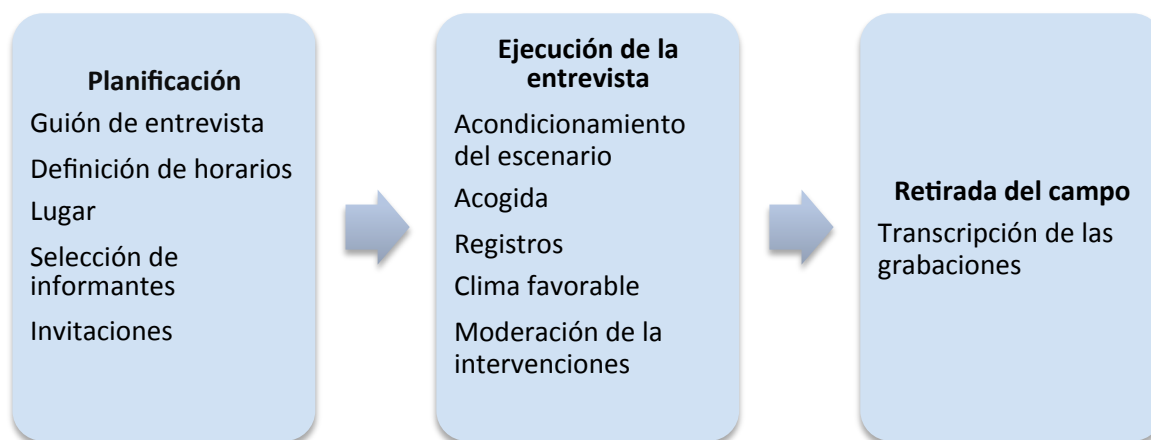 Planificación
Guión de entrevista
Definición de horarios
Lugar
Selección de
informantes
Invitaciones
Ejecución de la
entrevista
Acondicionamiento
del escenario
Acogida
Registros
Clima favorable
Moderación de la
intervenciones
Retirada del campo
Transcripción de las
grabaciones